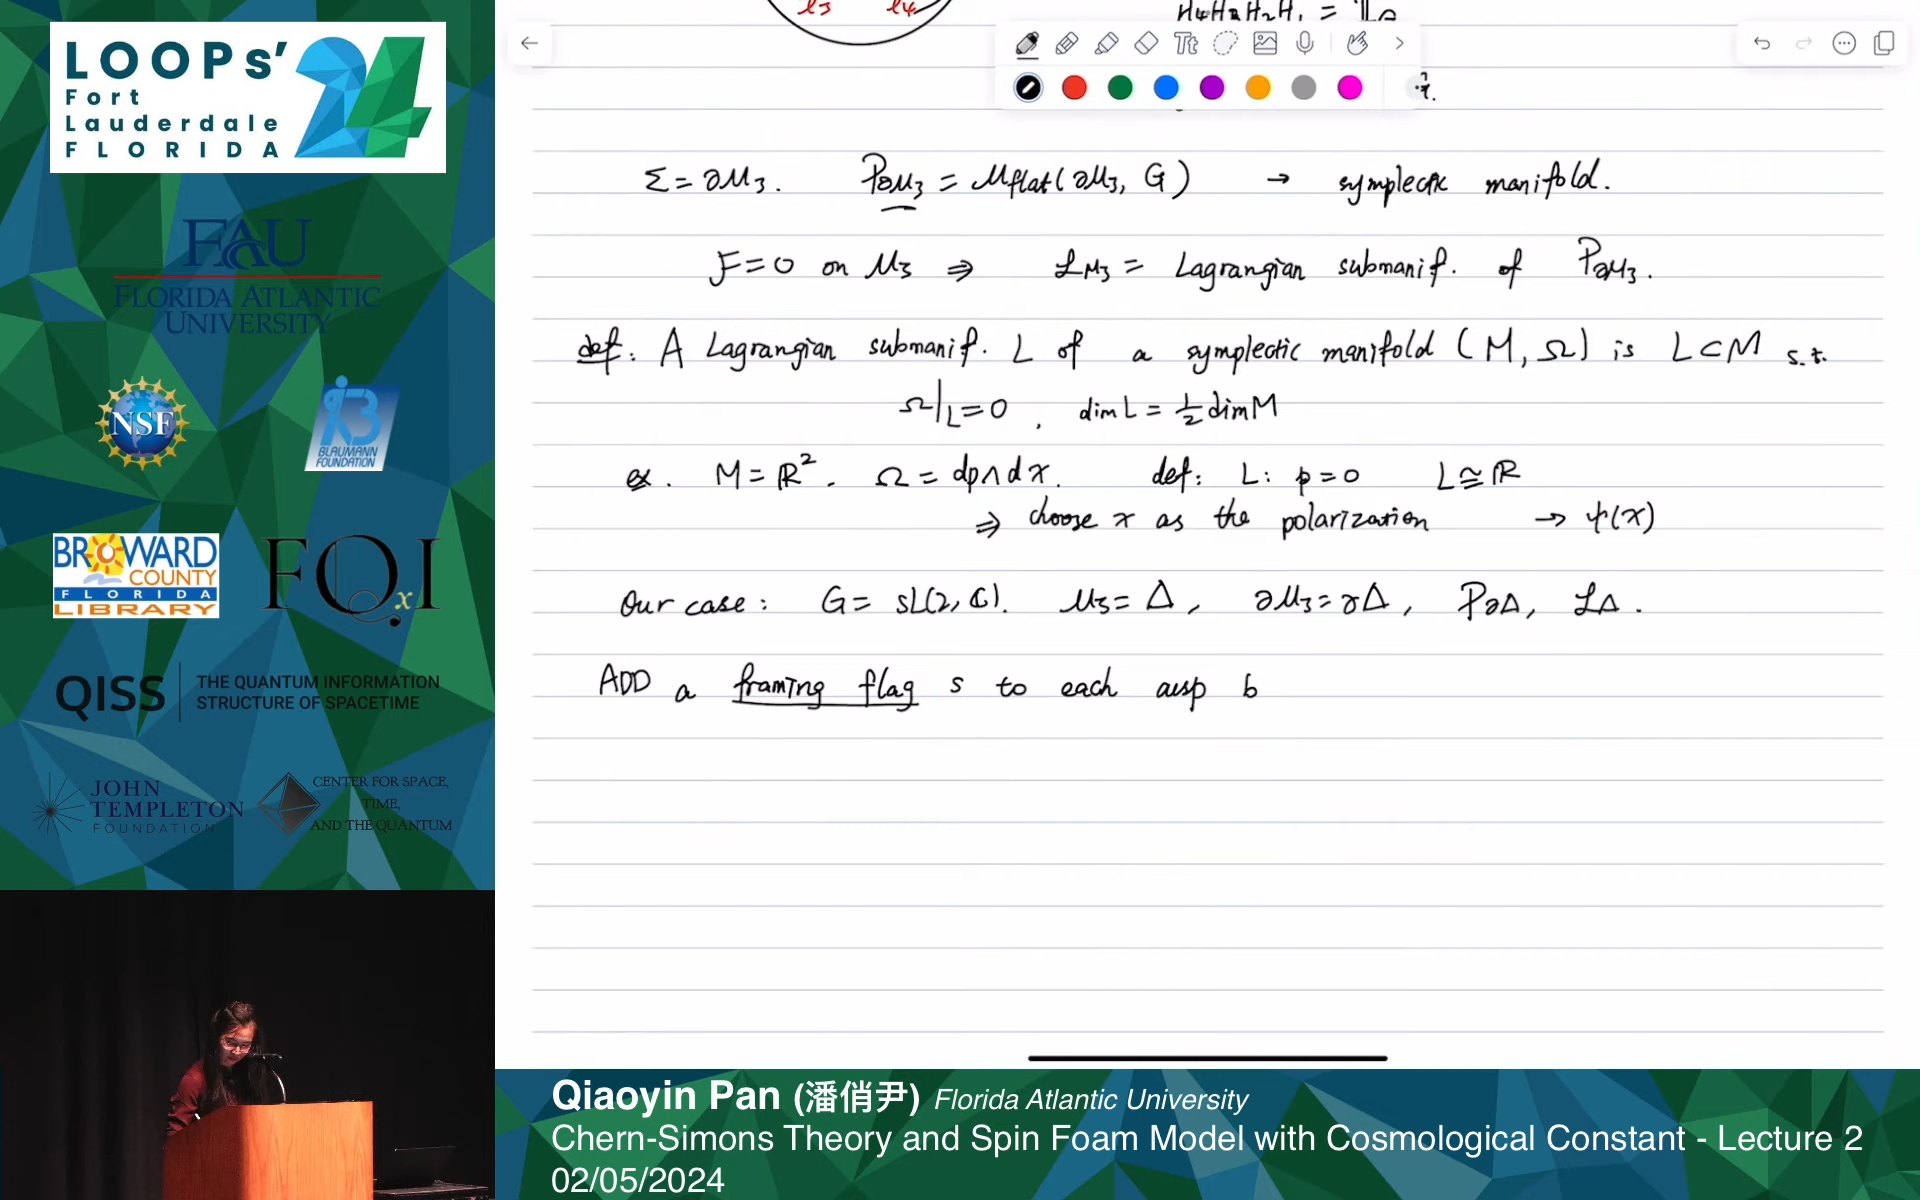 LOOPs' 24
Fort
Lauderdale
FLORIDA
FAU
FLORIDA ATLANTIC
UNIVERSITY
NSF
BLAUMANN
FOUNDATION
BROWARD
COUNTY
FLORIDA
LIBRARY
FQxI
QISS
THE QUANTUM INFORMATION
STRUCTURE OF SPACETIME
JOHN
TEMPLETON
FOUNDATION
CENTER FOR SPACE,
TIME,
AND THE QUANTUM
l3 l4
H4H3H2H1 =
Tt
Σ = ∂M3. P∂M3 = Mflat(∂M3, G) → symplectic manifold.
F=0 on M3 ⇒ LM3 = Lagrangian submanif. of P∂M3.
def: A Lagrangian submanif. L of a symplectic manifold (M, Ω) is L⊂M s.t.
Ω|L=0, dim L = 1/2 dim M
ex. M=ℝ². Ω = dp∧dx. def: L: p=0 L≅ℝ
⇒ choose x as the polarization → ψ(x)
Our case: G= SL(2, ℂ). M3= Δ, ∂M3=∂Δ, P∂Δ, LΔ.
ADD a framing flag s to each cusp b
Qiaoyin Pan (潘俏尹) Florida Atlantic University
Chern-Simons Theory and Spin Foam Model with Cosmological Constant - Lecture 2
02/05/2024